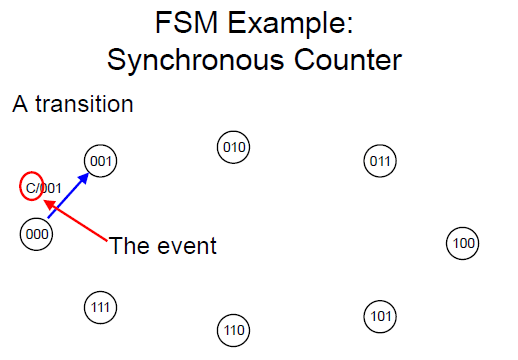 FSM Example:
Synchronous Counter
A transition
010
001
011
C/001
000
The event
100
111
101
110